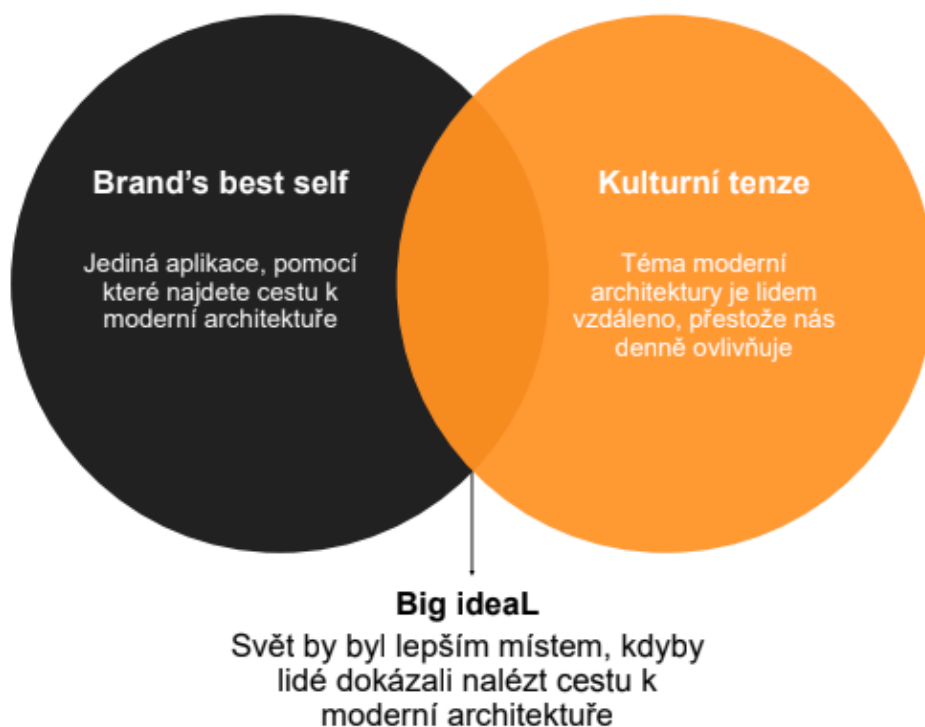 Brand's best self
Jediná aplikace, pomocí
které najdete cestu k
moderní architektuře
Kulturní tenze
Téma moderní
architektury je lidem
vzdáleno, přestože nás
denně ovlivňuje
Big ideaL
Svět by byl lepším místem, kdyby
lidé dokázali nalézt cestu k
moderní architektuře